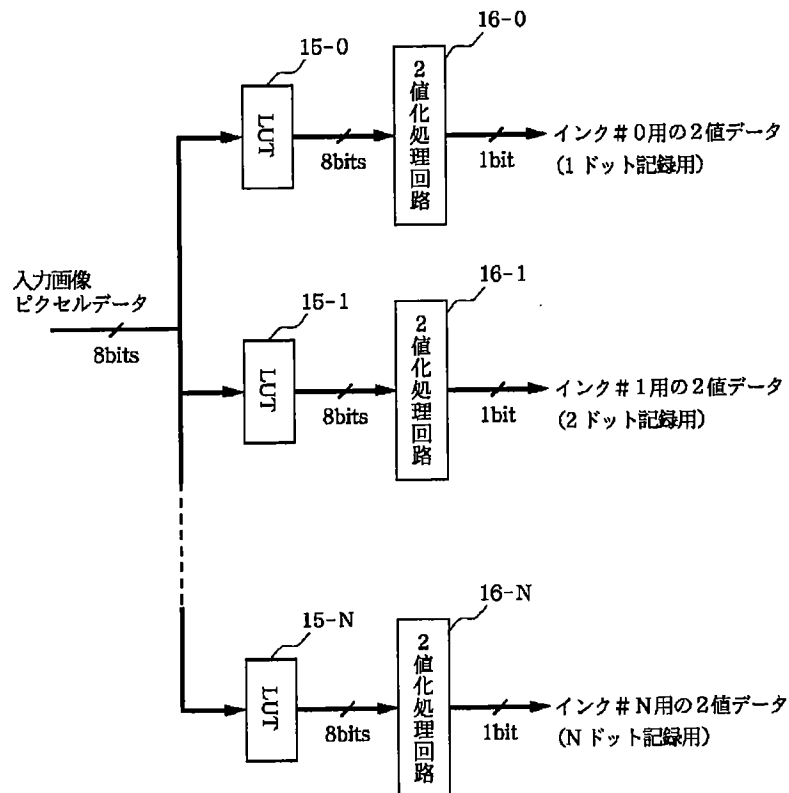 15-0
16-0
LUT
8bits
2値化処理回路
1bit
インク#0用の2値データ
(1ドット記録用)
入力画像
ピクセルデータ
8bits
15-1
16-1
LUT
8bits
2値化処理回路
1bit
インク#1用の2値データ
(2ドット記録用)
15-N
16-N
LUT
8bits
2値化処理回路
1bit
インク#N用の2値データ
(Nドット記録用)